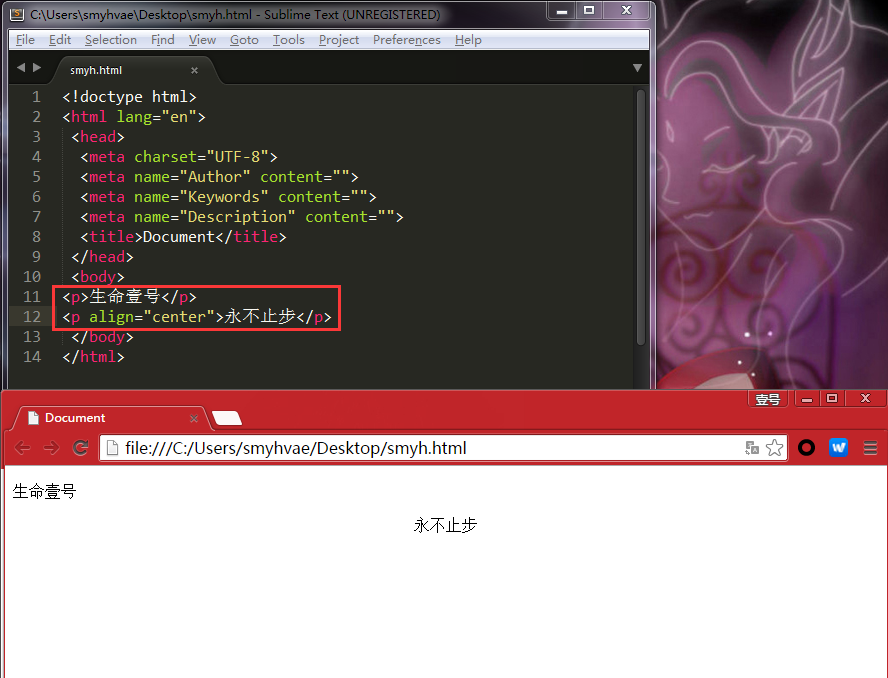 C:\Users\smyhvae\Desktop\smyh.html - Sublime Text (UNREGISTERED)
File Edit Selection Find View Goto Tools Project Preferences Help
smyh.html
1 <!doctype html>
2 <html lang="en">
3 <head>
4 <meta charset="UTF-8">
5 <meta name="Author" content="">
6 <meta name="Keywords" content="">
7 <meta name="Description" content="">
8 <title>Document</title>
9 </head>
10 <body>
11 <p>生命壹号</p>
12 <p align="center">永不止步</p>
13 </body>
14 </html>
壹号
Document
file:///C:/Users/smyhvae/Desktop/smyh.html
生命壹号
永不止步